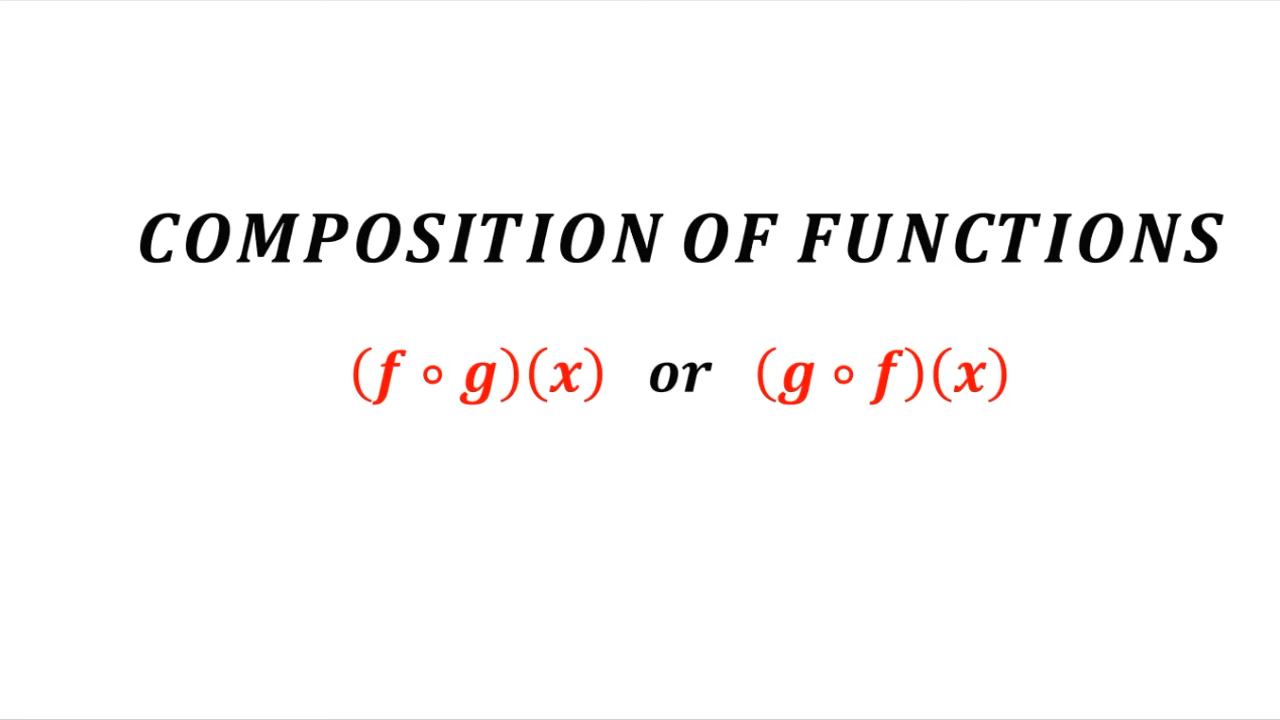 COMPOSITION OF FUNCTIONS
(f ∘ g)(x) or (g ∘ f)(x)